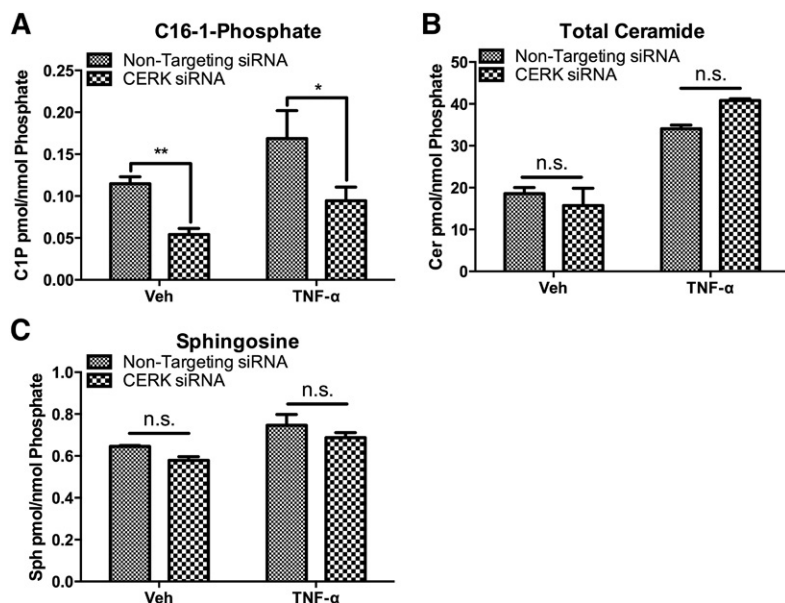 A
C16-1-Phosphate
Non-Targeting siRNA
CERK siRNA
C1P pmol/nmol Phosphate
0.25
0.20
0.15
0.10
0.05
0.00
**
*
Veh
TNF-α
B
Total Ceramide
Non-Targeting siRNA
CERK siRNA
Cer pmol/nmol Phosphate
50
40
30
20
10
0
n.s.
n.s.
Veh
TNF-α
C
Sphingosine
Non-Targeting siRNA
CERK siRNA
Sph pmol/nmol Phosphate
1.0
0.8
0.6
0.4
0.2
0.0
n.s.
n.s.
Veh
TNF-α